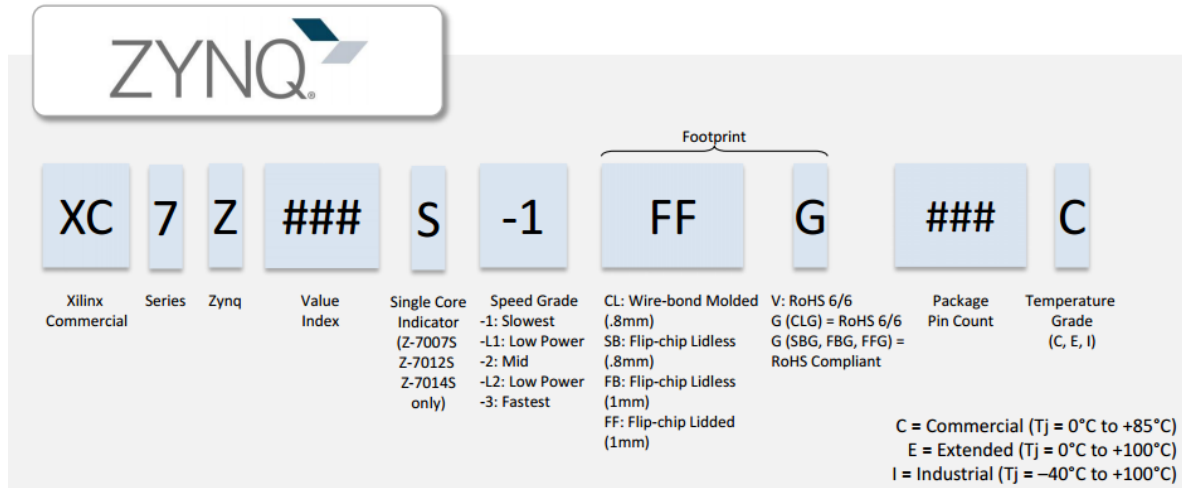 ZYNQ®
Footprint
XC 7 Z ### S -1 FF G ### C
Xilinx
Commercial
Series
Zynq
Value
Index
Single Core
Indicator
(Z-7007S
Z-7012S
Z-7014S
only)
Speed Grade
-1: Slowest
-L1: Low Power
-2: Mid
-L2: Low Power
-3: Fastest
CL: Wire-bond Molded
(.8mm)
SB: Flip-chip Lidless
(.8mm)
FB: Flip-chip Lidless
(1mm)
FF: Flip-chip Lidded
(1mm)
V: RoHS 6/6
G (CLG) = RoHS 6/6
G (SBG, FBG, FFG) =
RoHS Compliant
Package
Pin Count
Temperature
Grade
(C, E, I)
C = Commercial (Tj = 0°C to +85°C)
E = Extended (Tj = 0°C to +100°C)
I = Industrial (Tj = –40°C to +100°C)